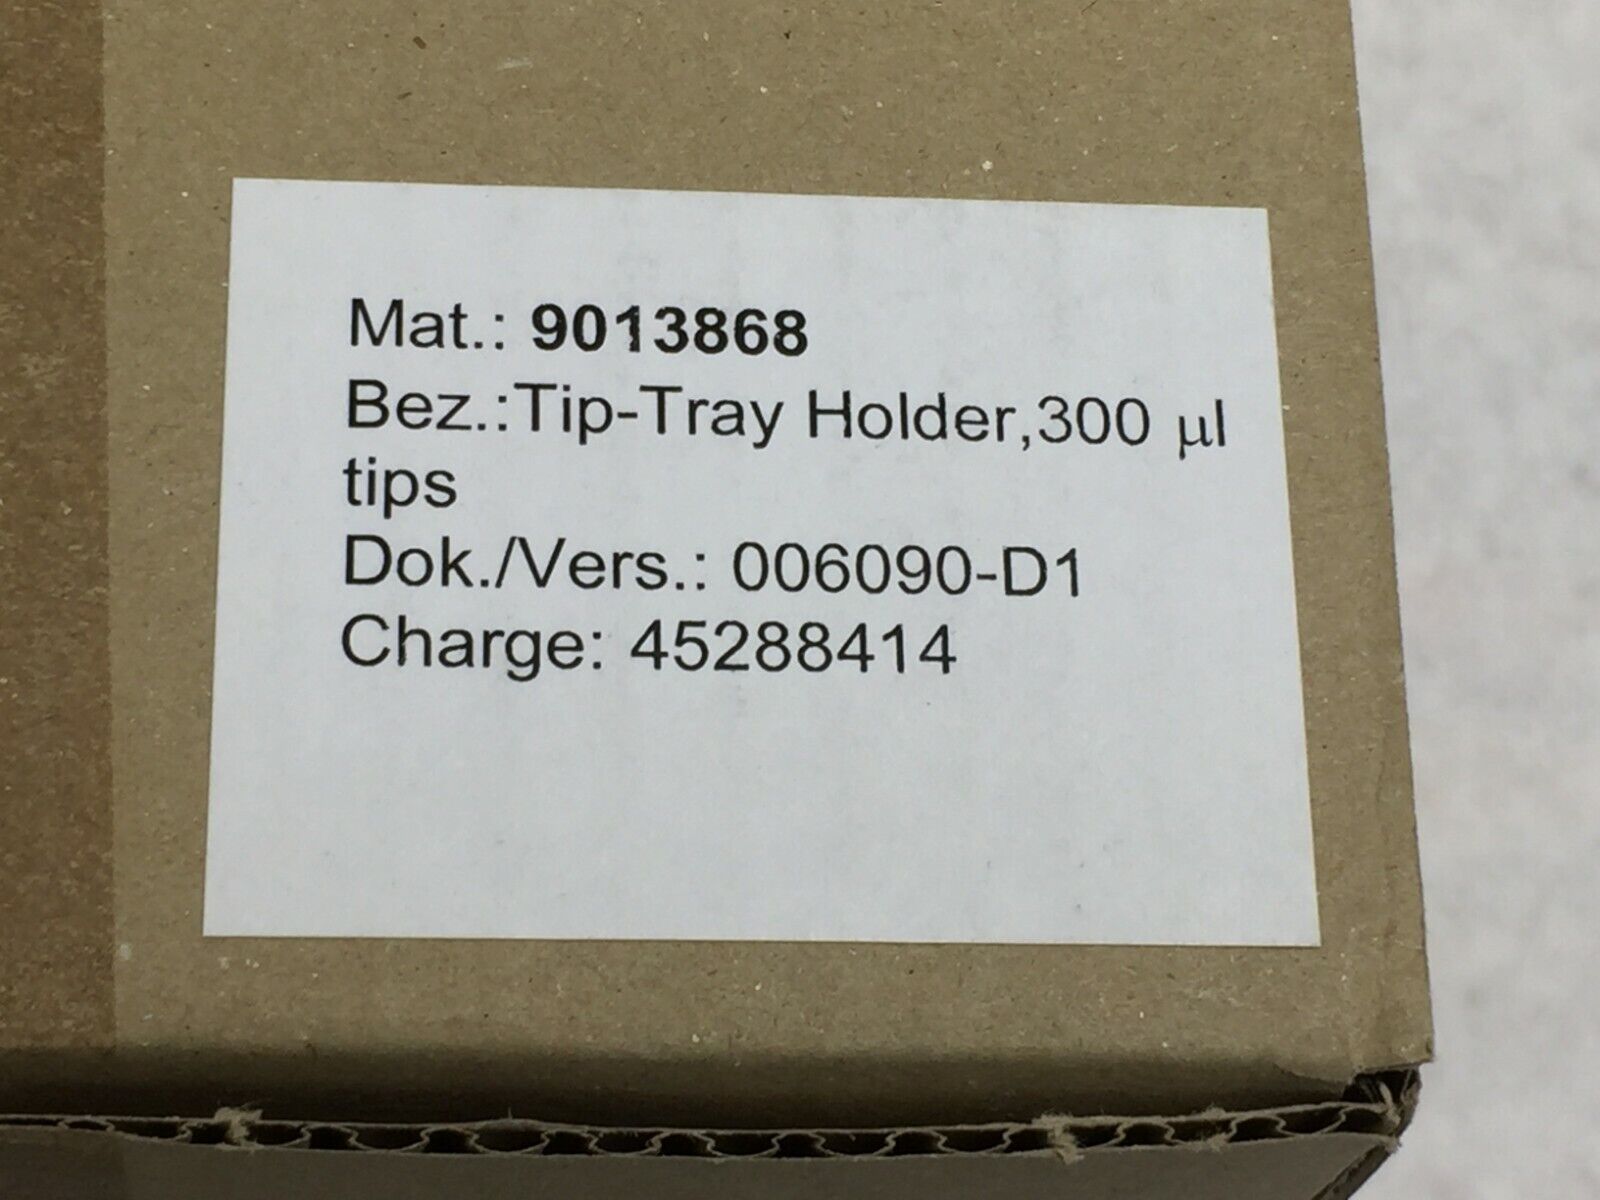 Mat.: 9013868
Bez.:Tip-Tray Holder,300 µl
tips
Dok./Vers.: 006090-D1
Charge: 45288414